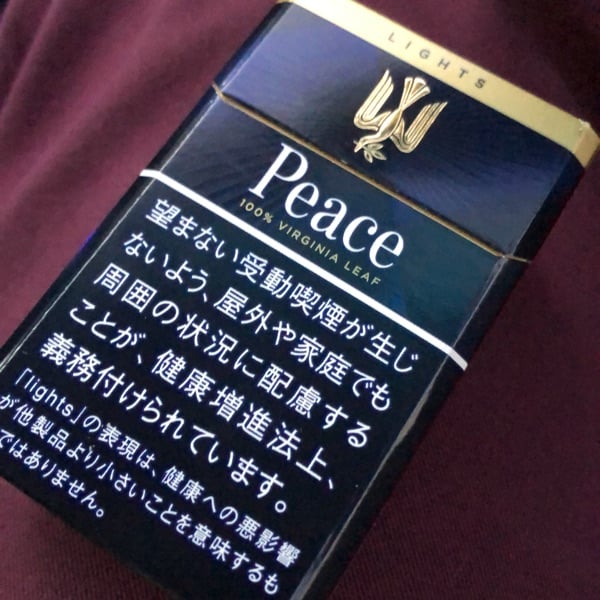 LIGHTS
Peace
100% VIRGINIA LEAF
望まない受動喫煙が生じ
ないよう、屋外や家庭でも
周囲の状況に配慮する
ことが、健康増進法上、
義務付けられています。
「lights」の表現は、健康への悪影響
が他製品より小さいことを意味するも
ではありません。